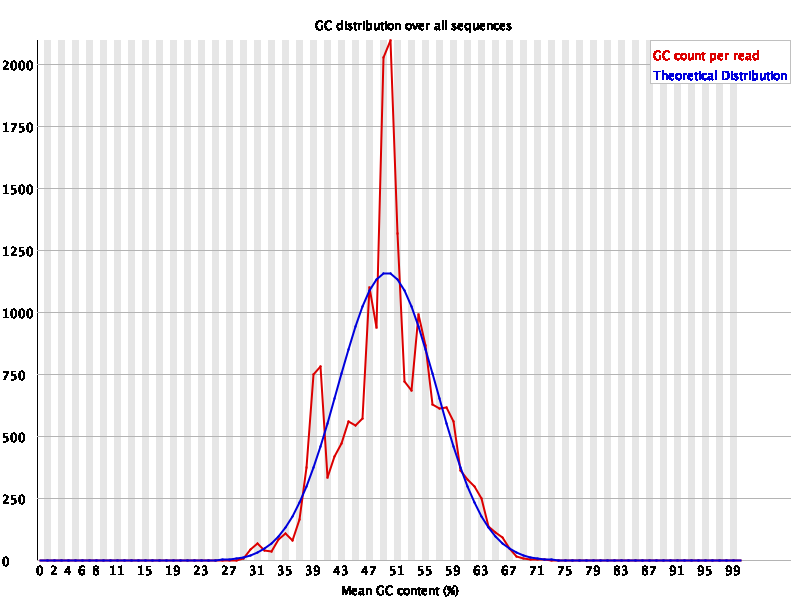 GC distribution over all sequences
GC count per read
Theoretical Distribution
2000
1750
1500
1250
1000
750
500
250
0
0 2 4 6 8 11 15 19 23 27 31 35 39 43 47 51 55 59 63 67 71 75 79 83 87 91 95 99
Mean GC content (%)